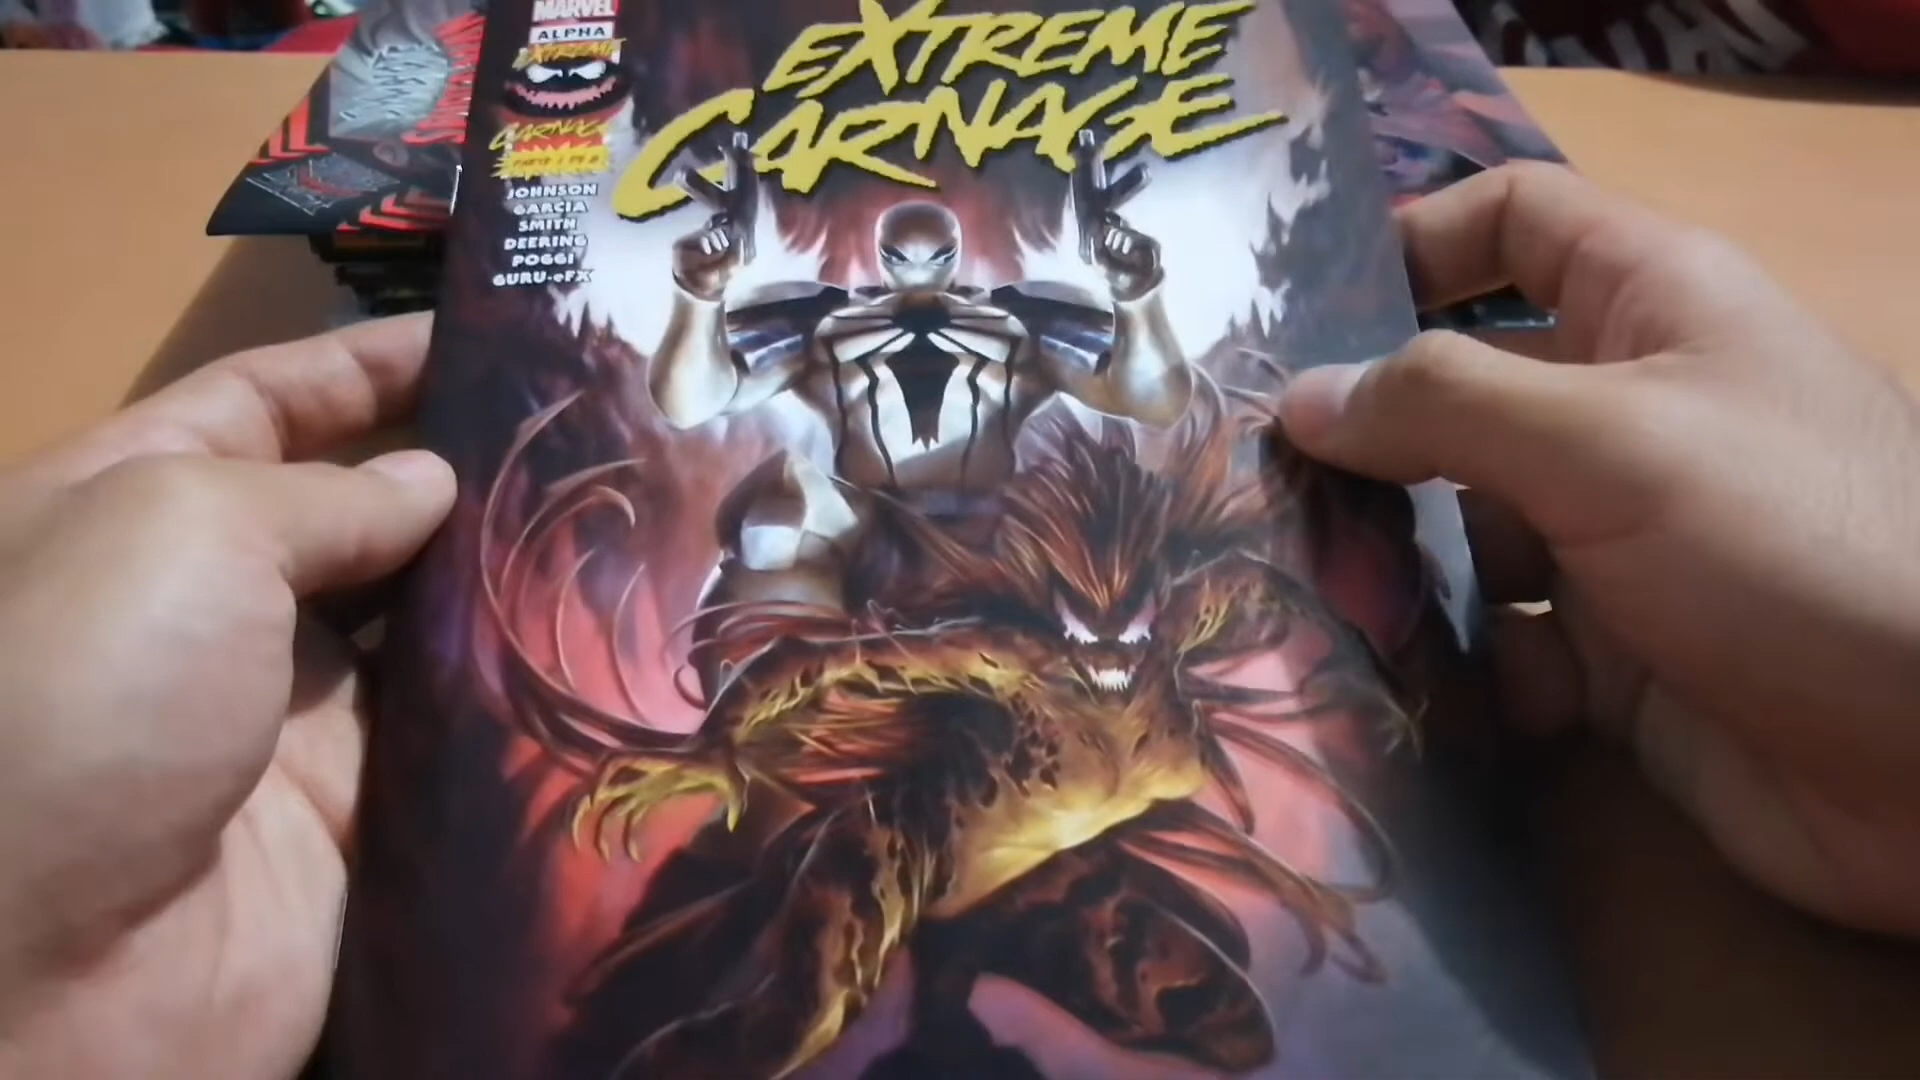 MARVEL
ALPHA
EXTREME
CARNAGE
EXTREME
CARNAGE
JOHNSON
GARCIA
SMITH
DEERING
POGGI
GURU-eFX